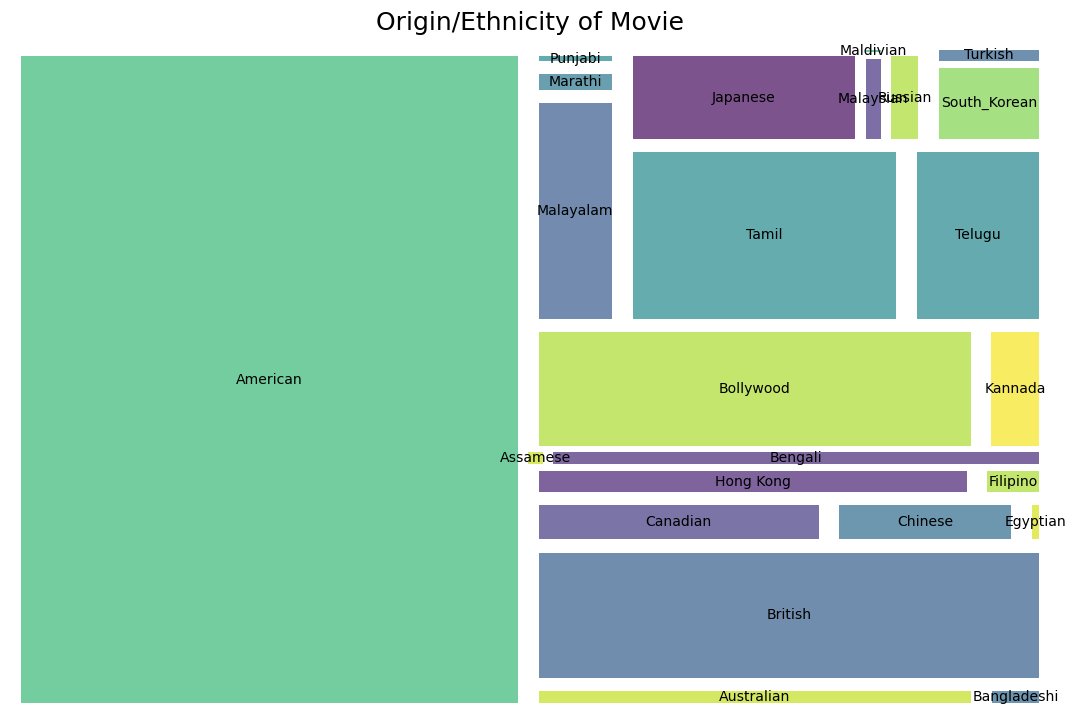 Origin/Ethnicity of Movie
Maldivian
Turkish
Punjabi
Marathi
Japanese
Malaysian
Russian
South_Korean
Malayalam
Tamil
Telugu
American
Bollywood
Kannada
Assamese
Bengali
Hong Kong
Filipino
Canadian
Chinese
Egyptian
British
Australian
Bangladeshi